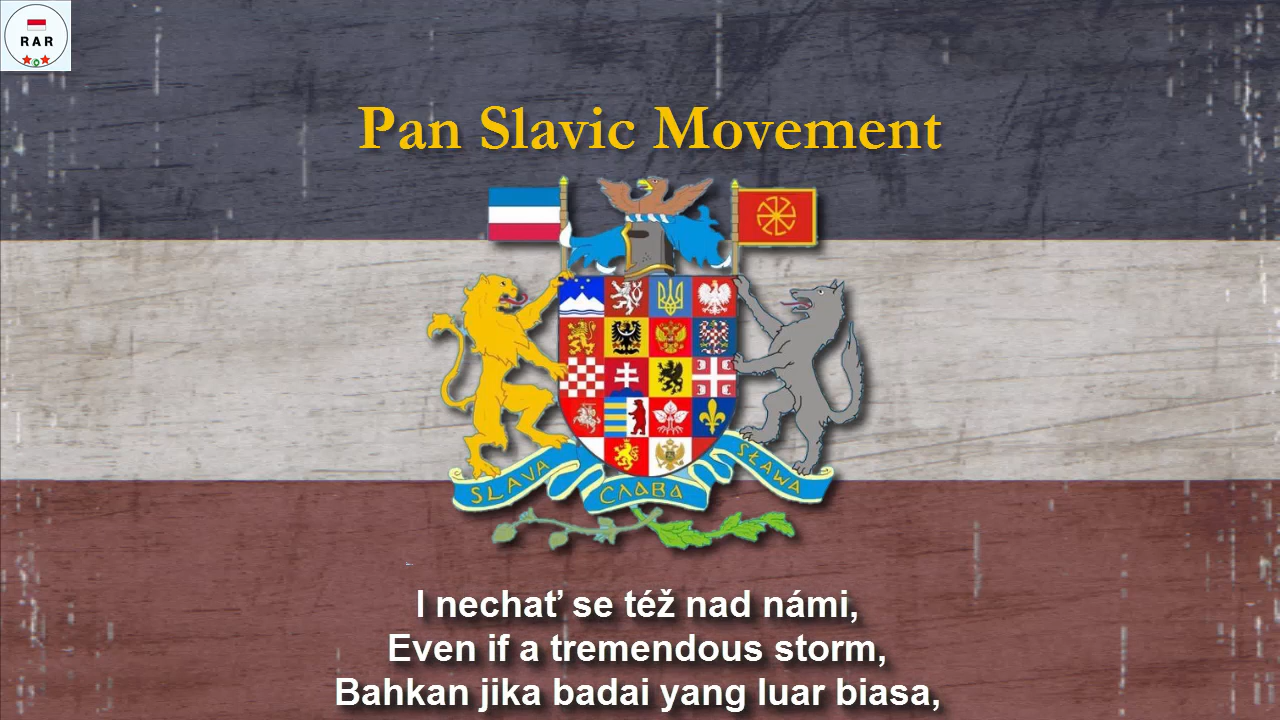 R A R
Pan Slavic Movement
SLAVA
СЛАВА
SŁAWA
I nechať se též nad námi,
Even if a tremendous storm,
Bahkan jika badai yang luar biasa,